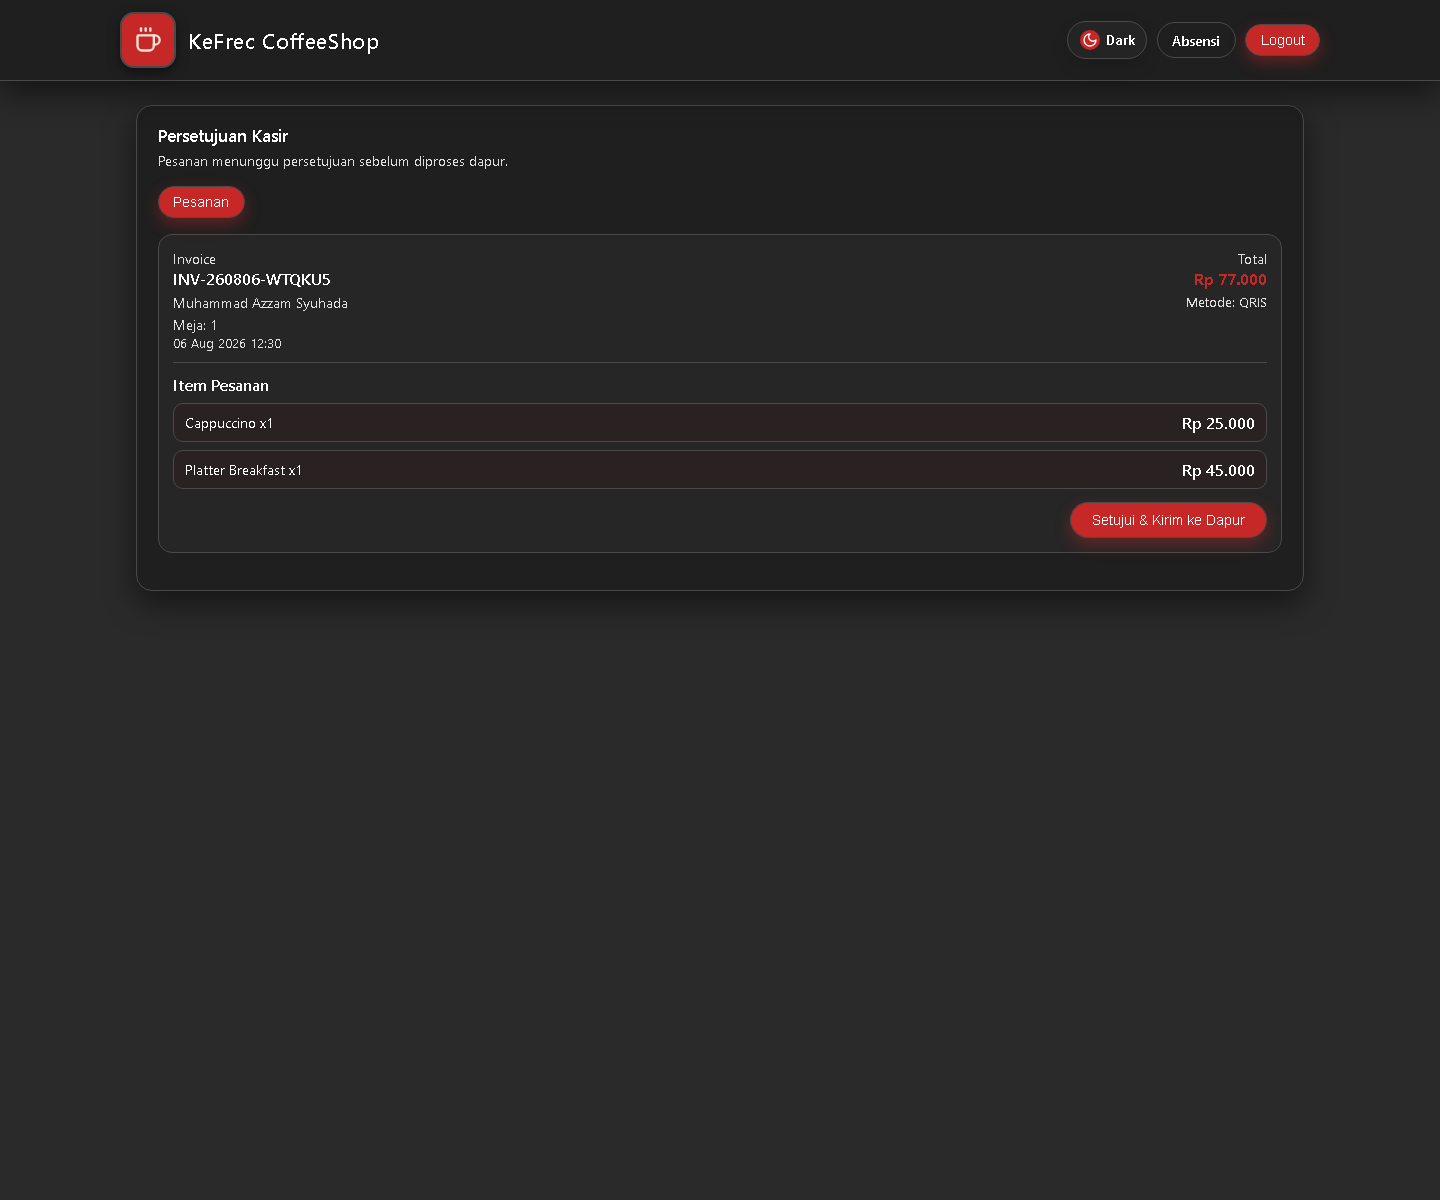 KeFrec CoffeeShop
Dark
Absensi
Logout
Persetujuan Kasir
Pesanan menunggu persetujuan sebelum diproses dapur.
Pesanan
Invoice
Total
INV-260806-WTQKU5
Rp 77.000
Muhammad Azzam Syuhada
Metode: QRIS
Meja: 1
06 Aug 2026 12:30
Item Pesanan
Cappuccino x1
Rp 25.000
Platter Breakfast x1
Rp 45.000
Setujui & Kirim ke Dapur